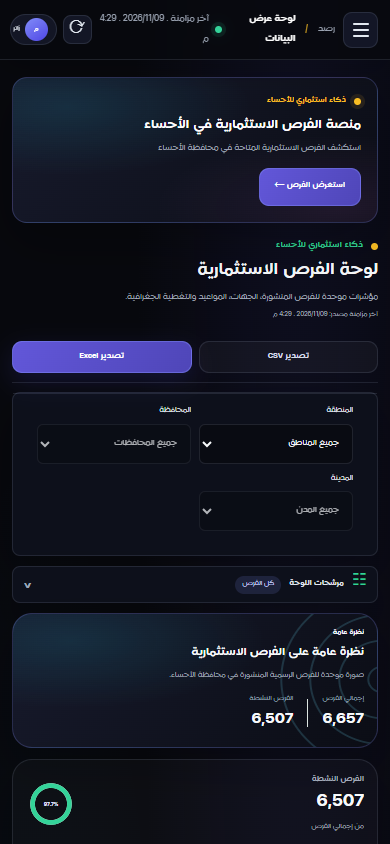 رصد / لوحة عرض البيانات
آخر مزامنة . 2026/11/09 . 4:29 م
م
ذكاء استثماري للأحساء
منصة الفرص الاستثمارية في الأحساء
استكشف الفرص الاستثمارية المتاحة في محافظة الأحساء
استعرض الفرص ←
ذكاء استثماري للأحساء
لوحة الفرص الاستثمارية
مؤشرات موحدة للفرص المنشورة، الجهات، المواعيد والتغطية الجغرافية.
آخر مزامنة مصدر: 2026/11/09 . 4:29 م
تصدير CSV
تصدير Excel
المنطقة
المحافظة
جميع المناطق
جميع المحافظات
المدينة
جميع المدن
مرشحات اللوحة
كل الفرص
نظرة عامة
نظرة عامة على الفرص الاستثمارية
صورة موحدة للفرص الرسمية المنشورة في محافظة الأحساء.
إجمالي الفرص
الفرص النشطة
6,657
6,507
الفرص النشطة
6,507
97.7%
من إجمالي الفرص